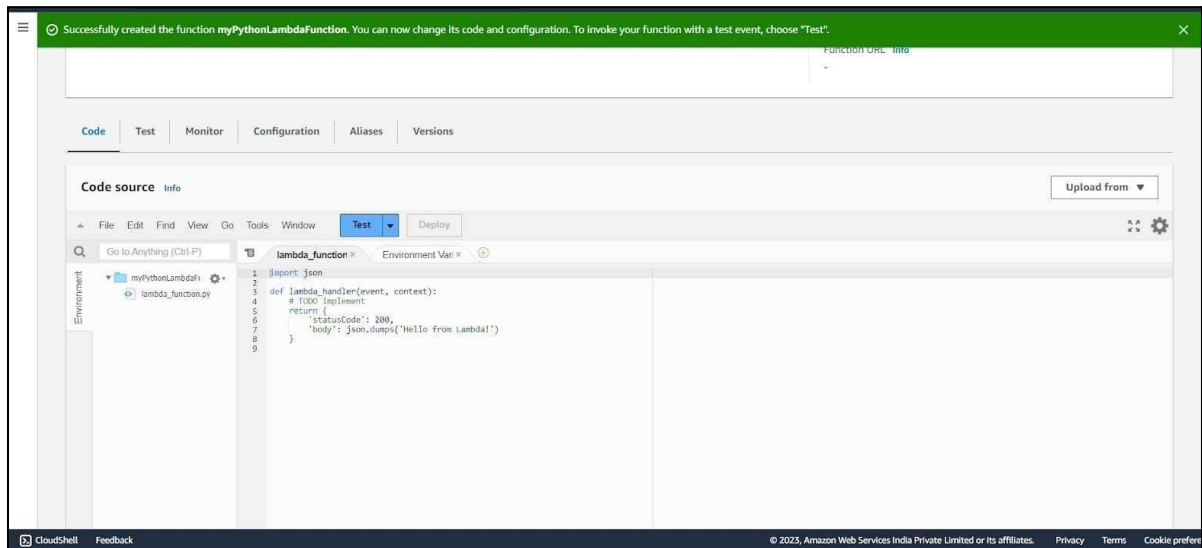 Successfully created the function myPythonLambdaFunction. You can now change its code and configuration. To invoke your function with a test event, choose "Test".
Function URL Info
-
Code Test Monitor Configuration Aliases Versions
Code source Info
Upload from
File Edit Find View Go Tools Window Test Deploy
Go to Anything (Ctrl-P)
lambda_function × Environment Vari ×
Environment
myPythonLambdaFu
lambda_function.py
1 import json
2
3 def lambda_handler(event, context):
4 # TODO implement
5 return {
6 'statusCode': 200,
7 'body': json.dumps('Hello from Lambda!')
8 }
9
CloudShell Feedback
© 2023, Amazon Web Services India Private Limited or its affiliates. Privacy Terms Cookie prefere